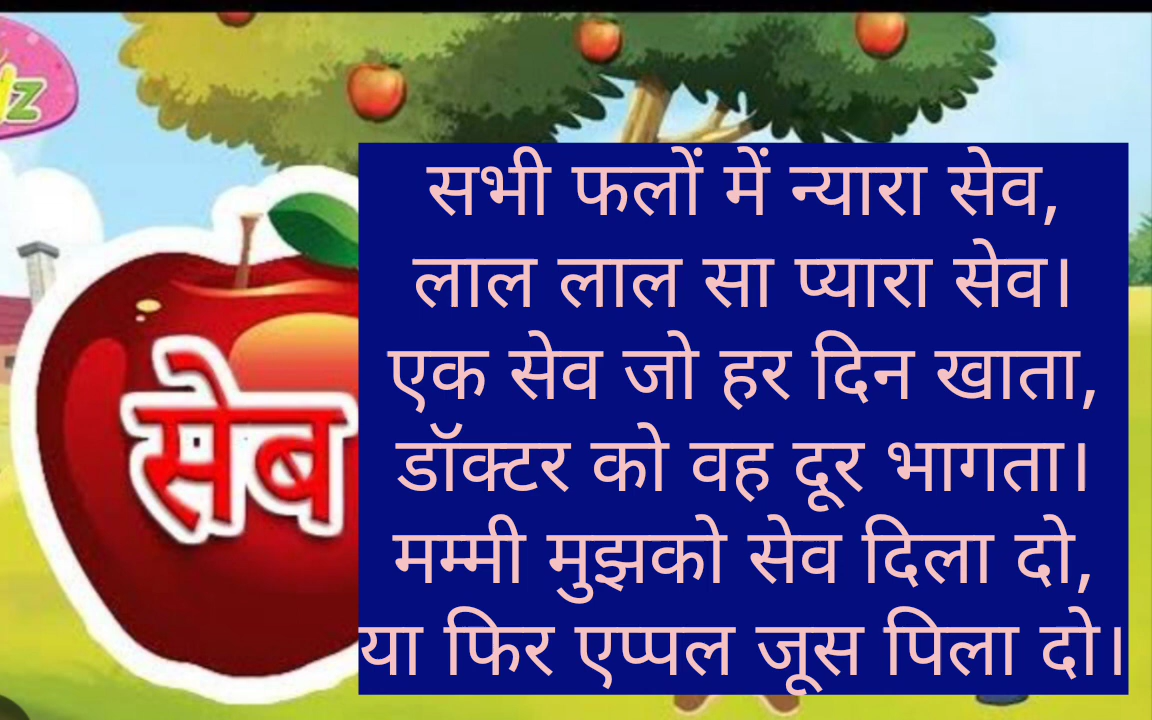 सेब
सभी फलों में न्यारा सेव,
लाल लाल सा प्यारा सेव।
एक सेव जो हर दिन खाता,
डॉक्टर को वह दूर भागता।
मम्मी मुझको सेव दिला दो,
या फिर एप्पल जूस पिला दो।